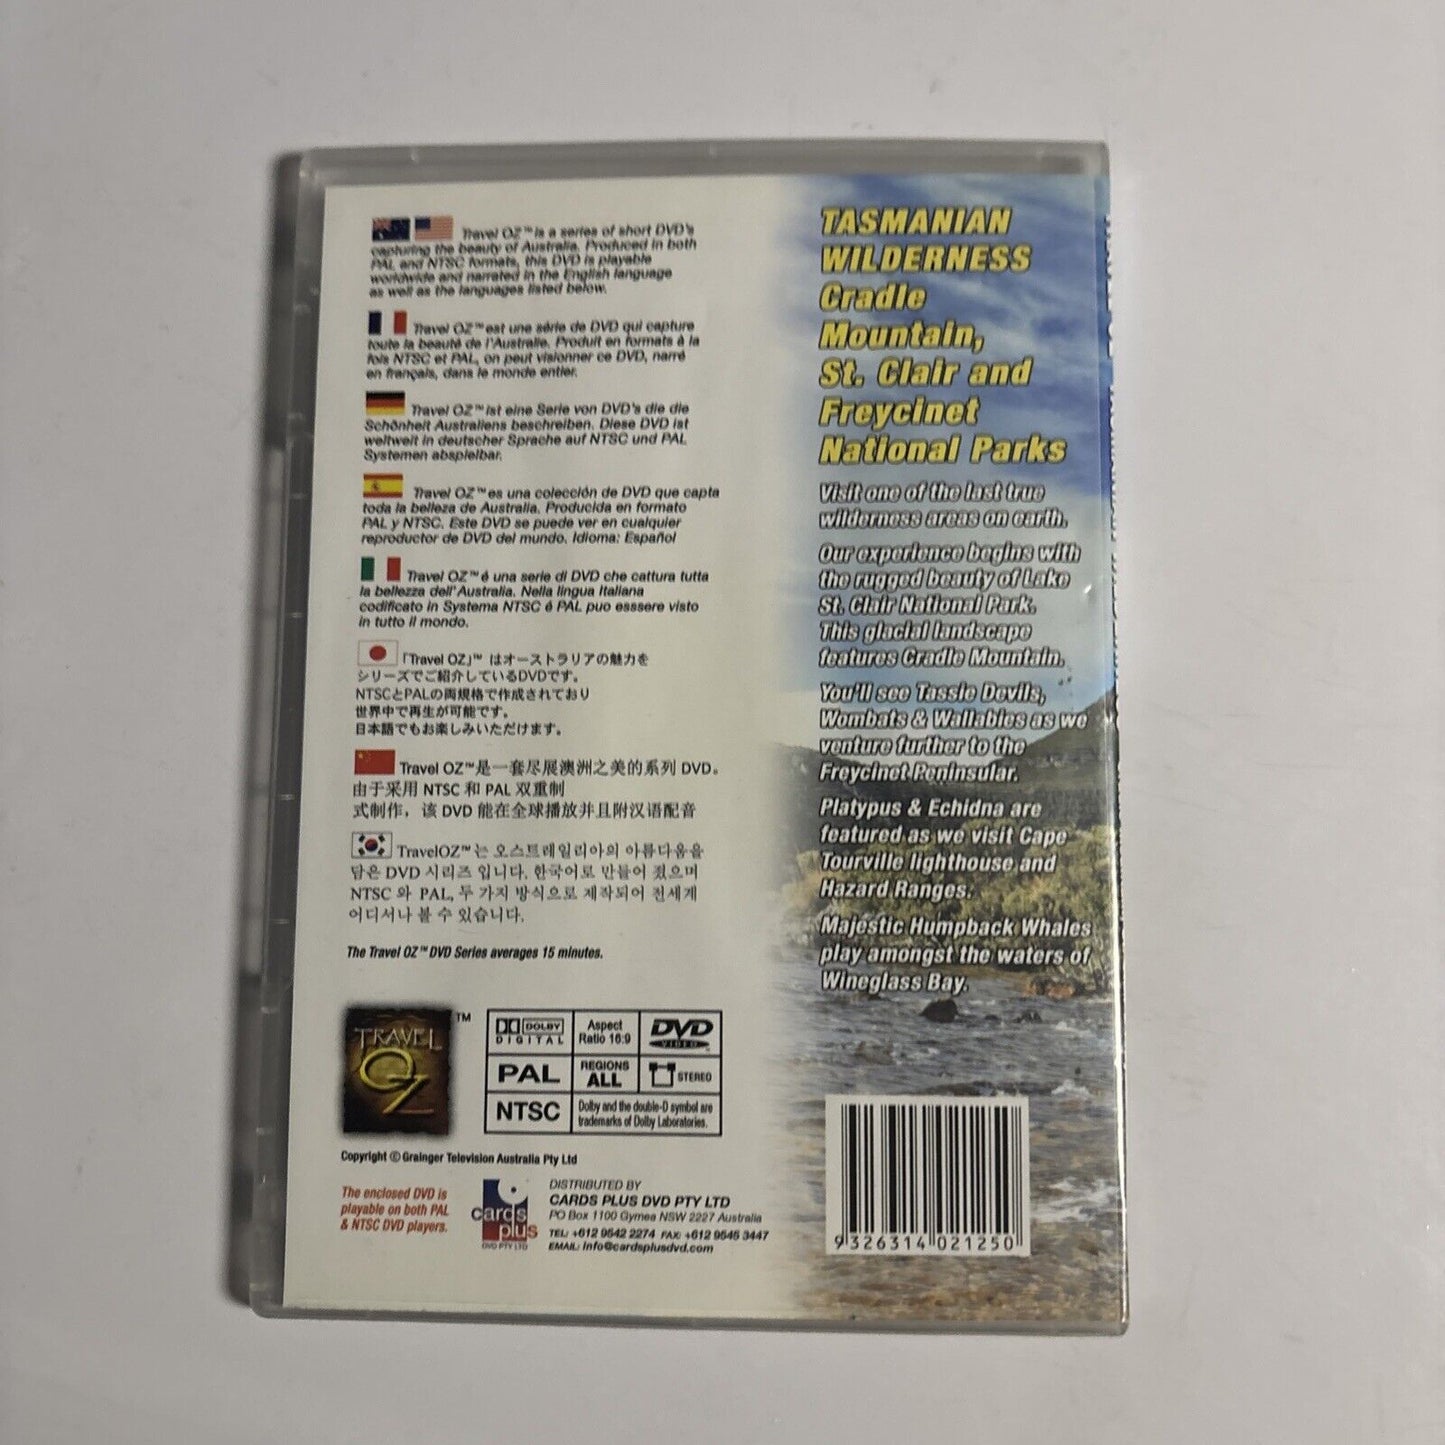 Travel OZ™ is a series of short DVD's
capturing the beauty of Australia. Produced in both
PAL and NTSC formats, this DVD is playable
worldwide and narrated in the English language
as well as the languages listed below.
Travel OZ™ est une série de DVD qui capture
toute la beauté de l'Australie. Produit en formats à la
fois NTSC et PAL, on peut visionner ce DVD, narré
en français, dans le monde entier.
Travel OZ™ ist eine Serie von DVD's die die
Schönheit Australiens beschreiben. Diese DVD ist
weltweit in deutscher Sprache auf NTSC und PAL
Systemen abspielbar.
Travel OZ™ es una colección de DVD que capta
toda la belleza de Australia. Producida en formato
PAL y NTSC. Este DVD se puede ver en cualquier
reproductor de DVD del mundo. Idioma: Español
Travel OZ™ é una serie di DVD che cattura tutta
la bellezza dell'Australia. Nella lingua Italiana
codificato in Systema NTSC é PAL puo esssere visto
in tutto il mondo.
「Travel OZ」™ はオーストラリアの魅力を
シリーズでご紹介しているDVDです。
NTSCとPALの両規格で作成されており
世界中で再生が可能です。
日本語でもお楽しみいただけます。
Travel OZ™是一套尽展澳洲之美的系列 DVD。
由于采用 NTSC 和 PAL 双重制
式制作，该 DVD 能在全球播放并且附汉语配音
TravelOZ™는 오스트레일리아의 아름다움을
담은 DVD 시리즈 입니다. 한국어로 만들어 졌으며
NTSC 와 PAL, 두 가지 방식으로 제작되어 전세계
어디서나 볼 수 있습니다.
The Travel OZ™ DVD Series averages 15 minutes.
TRAVEL OZ ™
DOLBY DIGITAL
Aspect
Ratio 16:9
DVD VIDEO
PAL
REGIONS
ALL
STEREO
NTSC
Dolby and the double-D symbol are
trademarks of Dolby Laboratories.
Copyright © Grainger Television Australia Pty Ltd
The enclosed DVD is
playable on both PAL
& NTSC DVD players.
cards
plus
DVD PTY LTD
DISTRIBUTED BY
CARDS PLUS DVD PTY LTD
PO Box 1100 Gymea NSW 2227 Australia
TEL: +612 9542 2274 FAX: +612 9545 3447
EMAIL: info@cardsplusdvd.com
TASMANIAN
WILDERNESS
Cradle
Mountain,
St. Clair and
Freycinet
National Parks
Visit one of the last true
wilderness areas on earth.
Our experience begins with
the rugged beauty of Lake
St. Clair National Park.
This glacial landscape
features Cradle Mountain.
You'll see Tassie Devils,
Wombats & Wallabies as we
venture further to the
Freycinet Peninsular.
Platypus & Echidna are
featured as we visit Cape
Tourville lighthouse and
Hazard Ranges.
Majestic Humpback Whales
play amongst the waters of
Wineglass Bay.
9 326314 021250